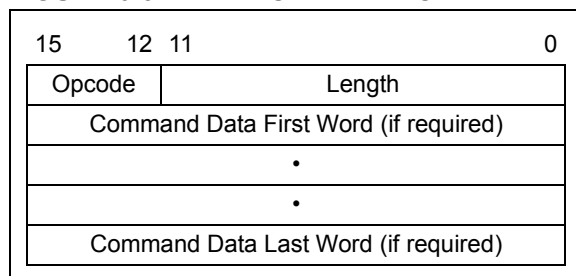 15 12 11 0
Opcode Length
Command Data First Word (if required)
•
•
Command Data Last Word (if required)